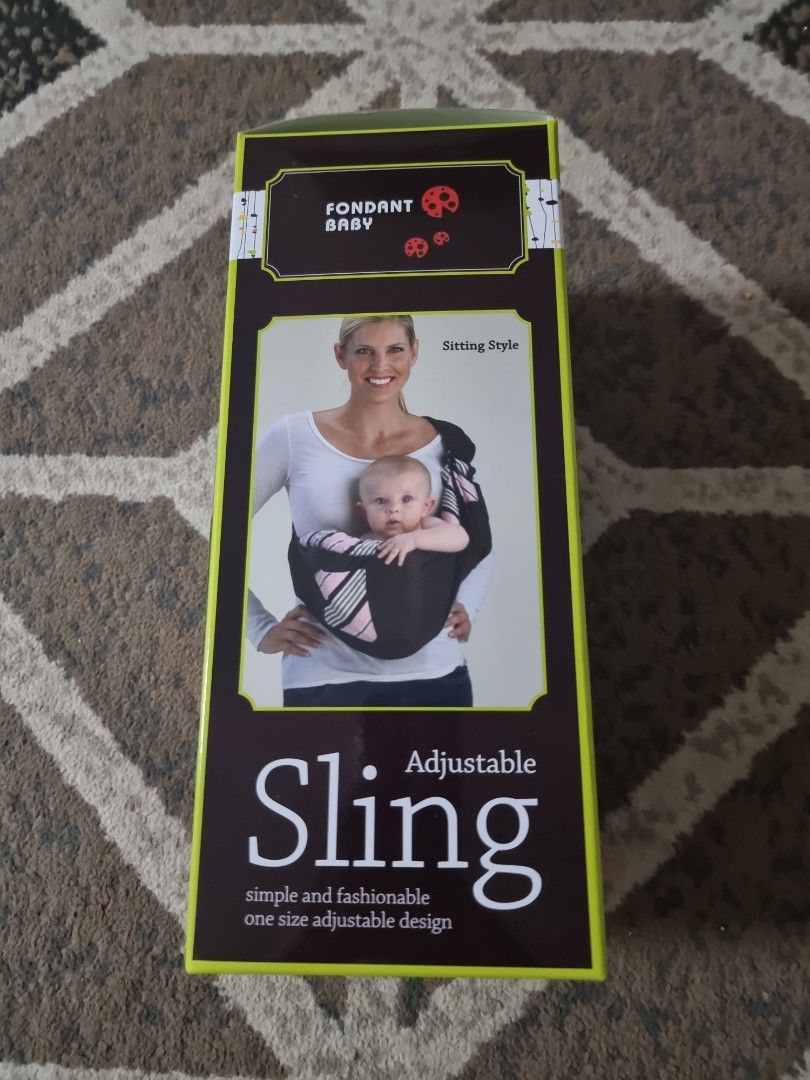 FONDANT
BABY
Sitting Style
Adjustable
Sling
simple and fashionable
one size adjustable design